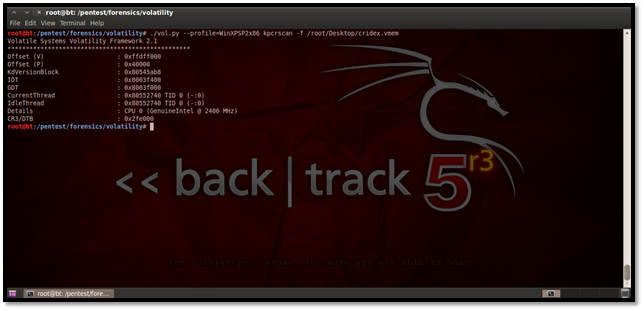 root@bt: /pentest/forensics/volatility
File Edit View Terminal Help
root@bt:/pentest/forensics/volatility# ./vol.py --profile=WinXPSP2x86 kpcrscan -f /root/Desktop/cridex.vmem
Volatile Systems Volatility Framework 2.1
**************************************************
Offset (V) : 0xffdff000
Offset (P) : 0x40000
KdVersionBlock : 0x80545ab8
IDT : 0x8003f400
GDT : 0x8003f000
CurrentThread : 0x80552740 TID 0 (-:0)
IdleThread : 0x80552740 TID 0 (-:0)
Details : CPU 0 (GenuineIntel @ 2400 MHz)
CR3/DTB : 0x2fe000
root@bt:/pentest/forensics/volatility#
<< back | track 5 r3
the quieter you become, the more you are able to hear
root@bt: /pentest/fore...